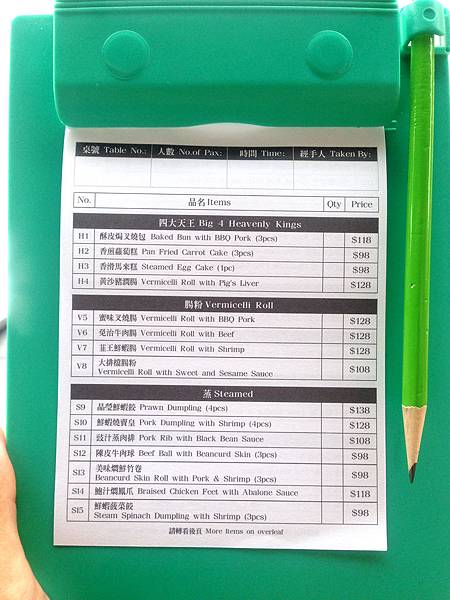 桌號 Table No.: 人數 No.of Pax: 時間 Time: 經手人 Taken By:
No. 品名Items Qty Price
四大天王 Big 4 Heavenly Kings
H1 酥皮焗叉燒包 Baked Bun with BBQ Pork (3pcs) $118
H2 香煎蘿蔔糕 Pan Fried Carrot Cake (3pcs) $98
H3 香滑馬來糕 Steamed Egg Cake (1pc) $98
H4 黃沙豬潤腸 Vermicelli Roll with Pig's Liver $128
腸粉 Vermicelli Roll
V5 蜜味叉燒腸 Vermicelli Roll with BBQ Pork $128
V6 免治牛肉腸 Vermicelli Roll with Beef $128
V7 韮王鮮蝦腸 Vermicelli Roll with Shrimp $128
V8 大排檔腸粉 $108
Vermicelli Roll with Sweet and Sesame Sauce
蒸 Steamed
S9 晶瑩鮮蝦餃 Prawn Dumpling (4pcs) $138
S10 鮮蝦燒賣皇 Pork Dumpling with Shrimp (4pcs) $128
S11 豉汁蒸肉排 Pork Rib with Black Bean Sauce $108
S12 陳皮牛肉球 Beef Ball with Beancurd Skin (3pcs) $98
S13 美味燜鮮竹卷 $98
Beancurd Skin Roll with Pork & Shrimp (3pcs)
S14 鮑汁燜鳳爪 Braised Chicken Feet with Abalone Sauce $118
S15 鮮蝦菠菜餃 $98
Steam Spinach Dumpling with Shrimp (3pcs)
請轉看後頁 More Items on overleaf